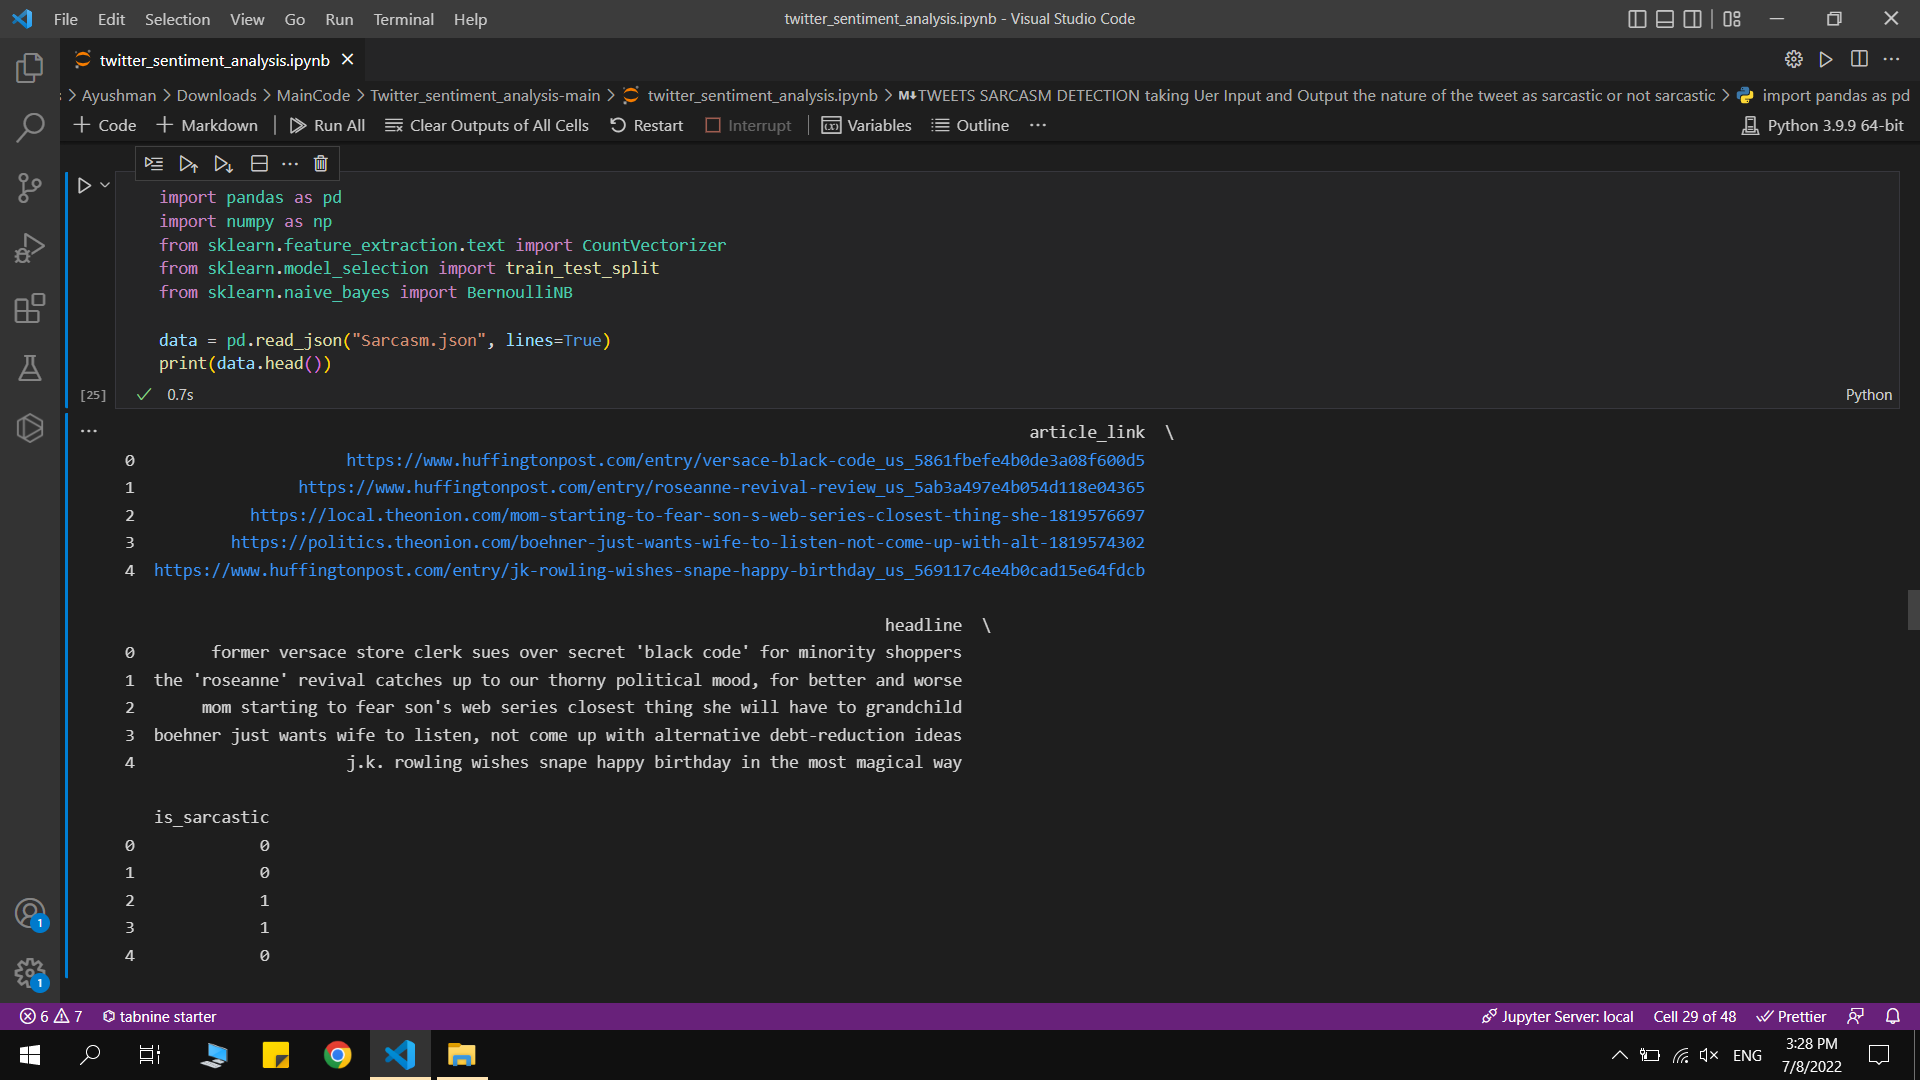 File Edit Selection View Go Run Terminal Help
twitter_sentiment_analysis.ipynb - Visual Studio Code
twitter_sentiment_analysis.ipynb
Ayushman > Downloads > MainCode > Twitter_sentiment_analysis-main > twitter_sentiment_analysis.ipynb > M↓TWEETS SARCASM DETECTION taking Uer Input and Output the nature of the tweet as sarcastic or not sarcastic > import pandas as pd
+ Code + Markdown | Run All Clear Outputs of All Cells Restart Interrupt | Variables Outline ...
Python 3.9.9 64-bit
import pandas as pd
import numpy as np
from sklearn.feature_extraction.text import CountVectorizer
from sklearn.model_selection import train_test_split
from sklearn.naive_bayes import BernoulliNB
data = pd.read_json("Sarcasm.json", lines=True)
print(data.head())
[25] ✓ 0.7s
Python
article_link \
0 https://www.huffingtonpost.com/entry/versace-black-code_us_5861fbefe4b0de3a08f600d5
1 https://www.huffingtonpost.com/entry/roseanne-revival-review_us_5ab3a497e4b054d118e04365
2 https://local.theonion.com/mom-starting-to-fear-son-s-web-series-closest-thing-she-1819576697
3 https://politics.theonion.com/boehner-just-wants-wife-to-listen-not-come-up-with-alt-1819574302
4 https://www.huffingtonpost.com/entry/jk-rowling-wishes-snape-happy-birthday_us_569117c4e4b0cad15e64fdcb
headline \
0 former versace store clerk sues over secret 'black code' for minority shoppers
1 the 'roseanne' revival catches up to our thorny political mood, for better and worse
2 mom starting to fear son's web series closest thing she will have to grandchild
3 boehner just wants wife to listen, not come up with alternative debt-reduction ideas
4 j.k. rowling wishes snape happy birthday in the most magical way
is_sarcastic
0 0
1 0
2 1
3 1
4 0
1
1
6 7 tabnine starter
Jupyter Server: local Cell 29 of 48 Prettier
ENG
3:28 PM
7/8/2022